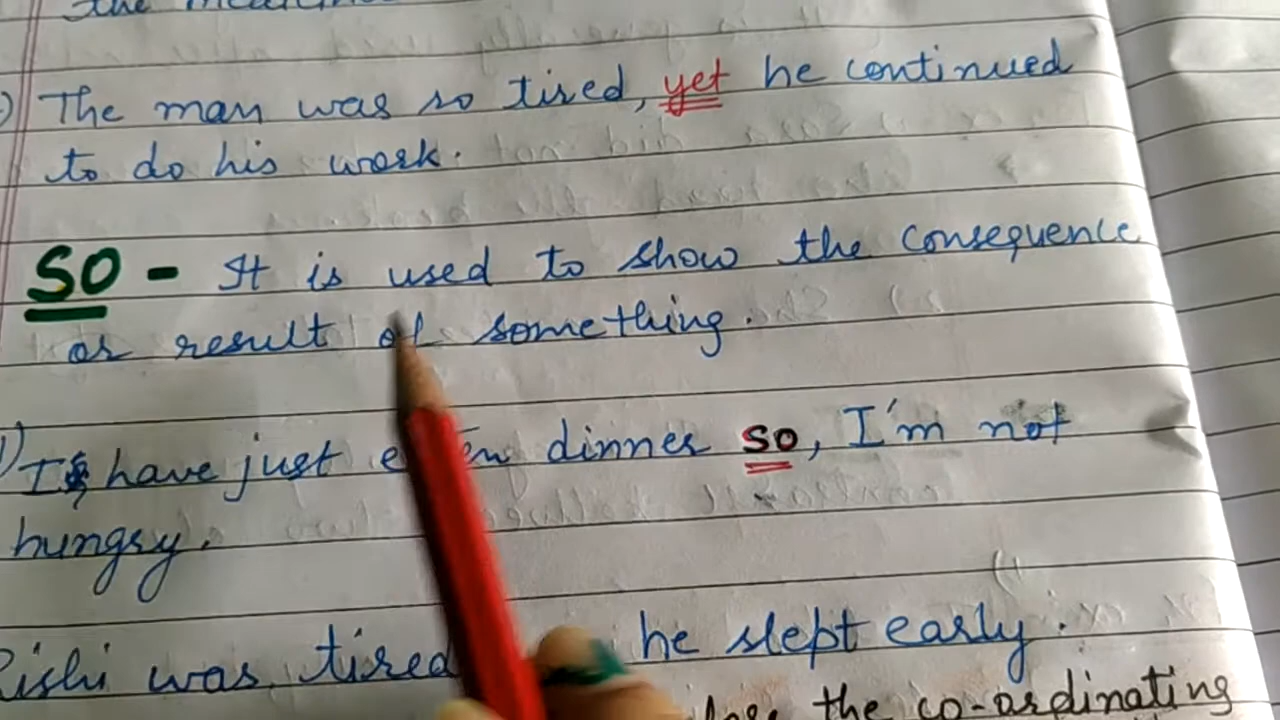 the
The man was so tired, yet he continued
to do his work.
SO - It is used to show the consequence
or result of something.
1) I have just dinner so, I'm not
hungry.
Rishi was tired he slept early.
the co-ordinating